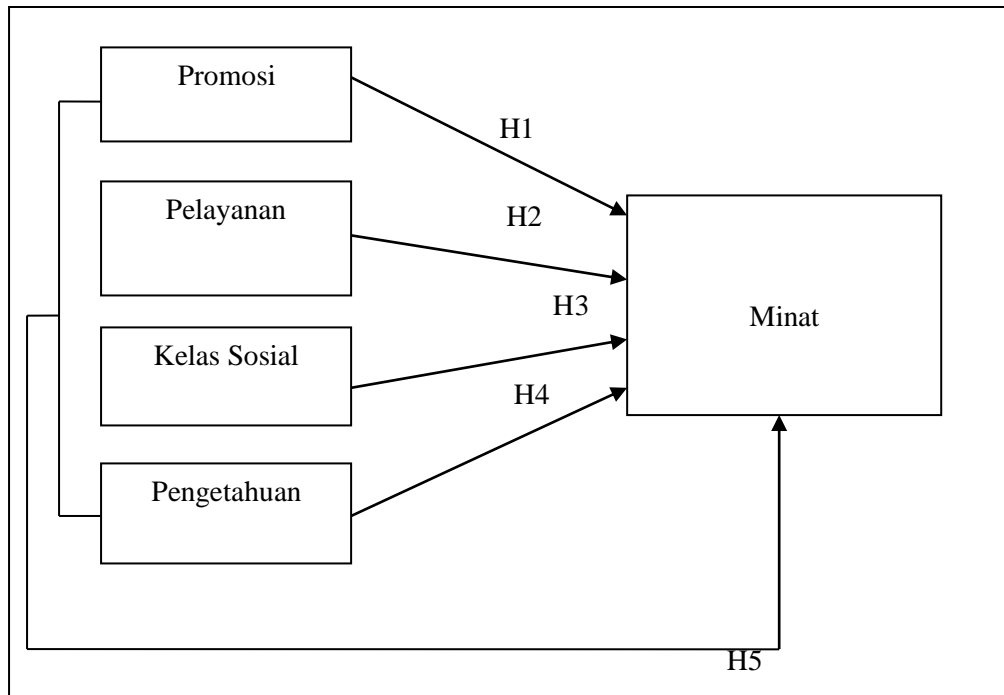 Promosi
H1
Pelayanan
H2
H3
Minat
Kelas Sosial
H4
Pengetahuan
H5